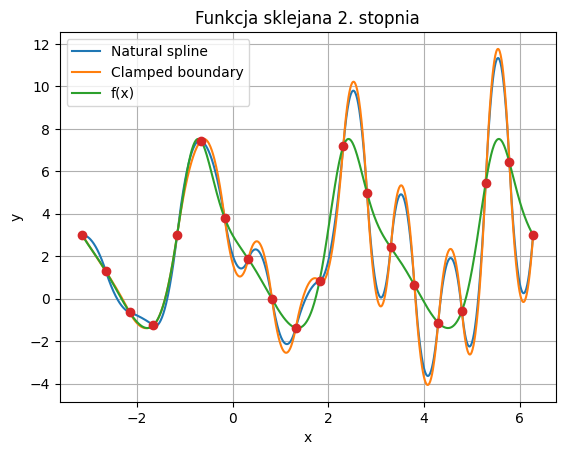 Funkcja sklejana 2. stopnia
Natural spline
Clamped boundary
f(x)
12
10
8
6
4
2
0
−2
−4
y
−2
0
2
4
6
x